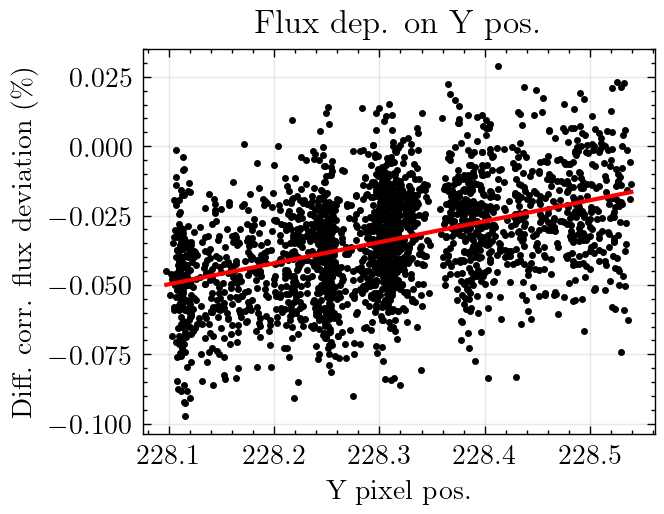 Flux dep. on Y pos.
Diff. corr. flux deviation (%)
0.025
0.000
−0.025
−0.050
−0.075
−0.100
228.1 228.2 228.3 228.4 228.5
Y pixel pos.